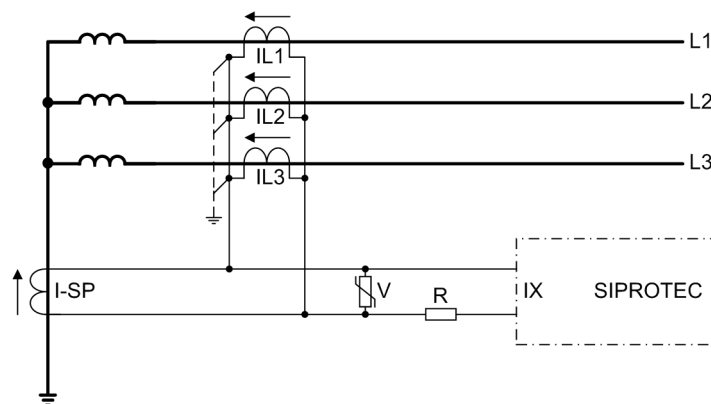 L1
IL1
L2
IL2
L3
IL3
I-SP
V
R
IX
SIPROTEC